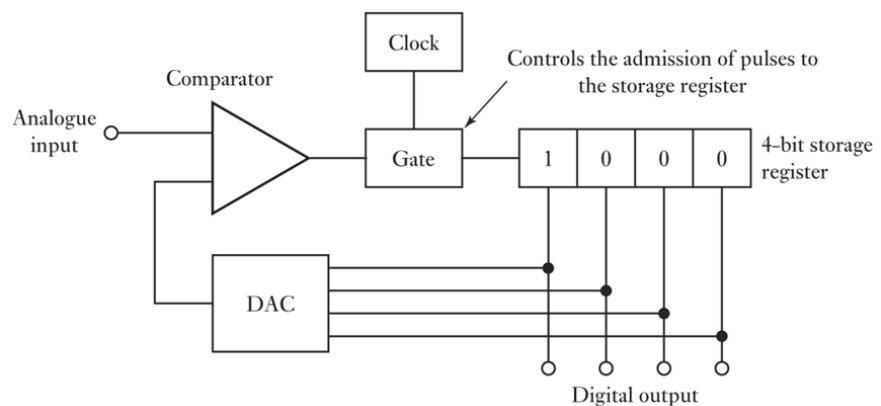 Clock
Controls the admission of pulses to
the storage register
Comparator
Analogue
input
Gate
1 0 0 0
4-bit storage
register
DAC
Digital output